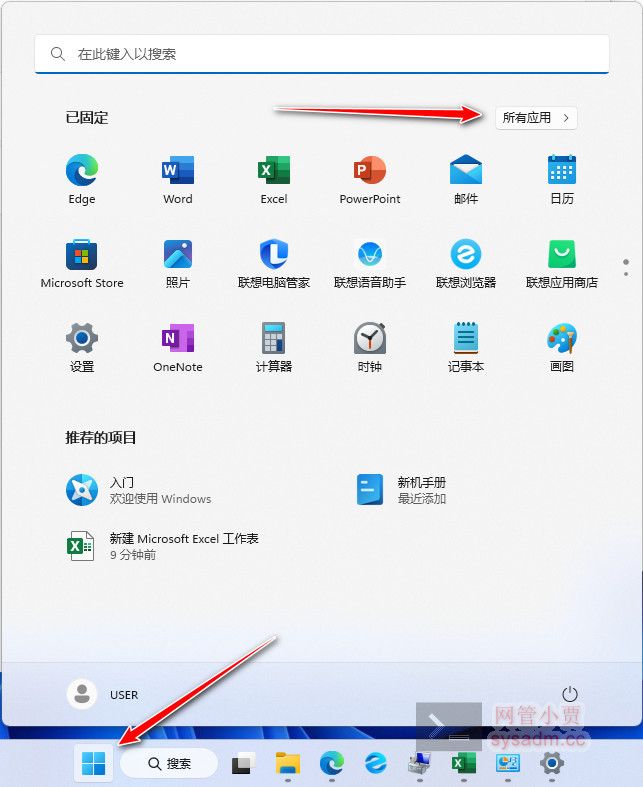 在此键入以搜索
已固定
所有应用
Edge
Word
Excel
PowerPoint
邮件
日历
Microsoft Store
照片
联想电脑管家
联想语音助手
联想浏览器
联想应用商店
设置
OneNote
计算器
时钟
记事本
画图
推荐的项目
入门
欢迎使用 Windows
新机手册
最近添加
新建 Microsoft Excel 工作表
9 分钟前
USER
网管小贾
sysadm.cc
搜索